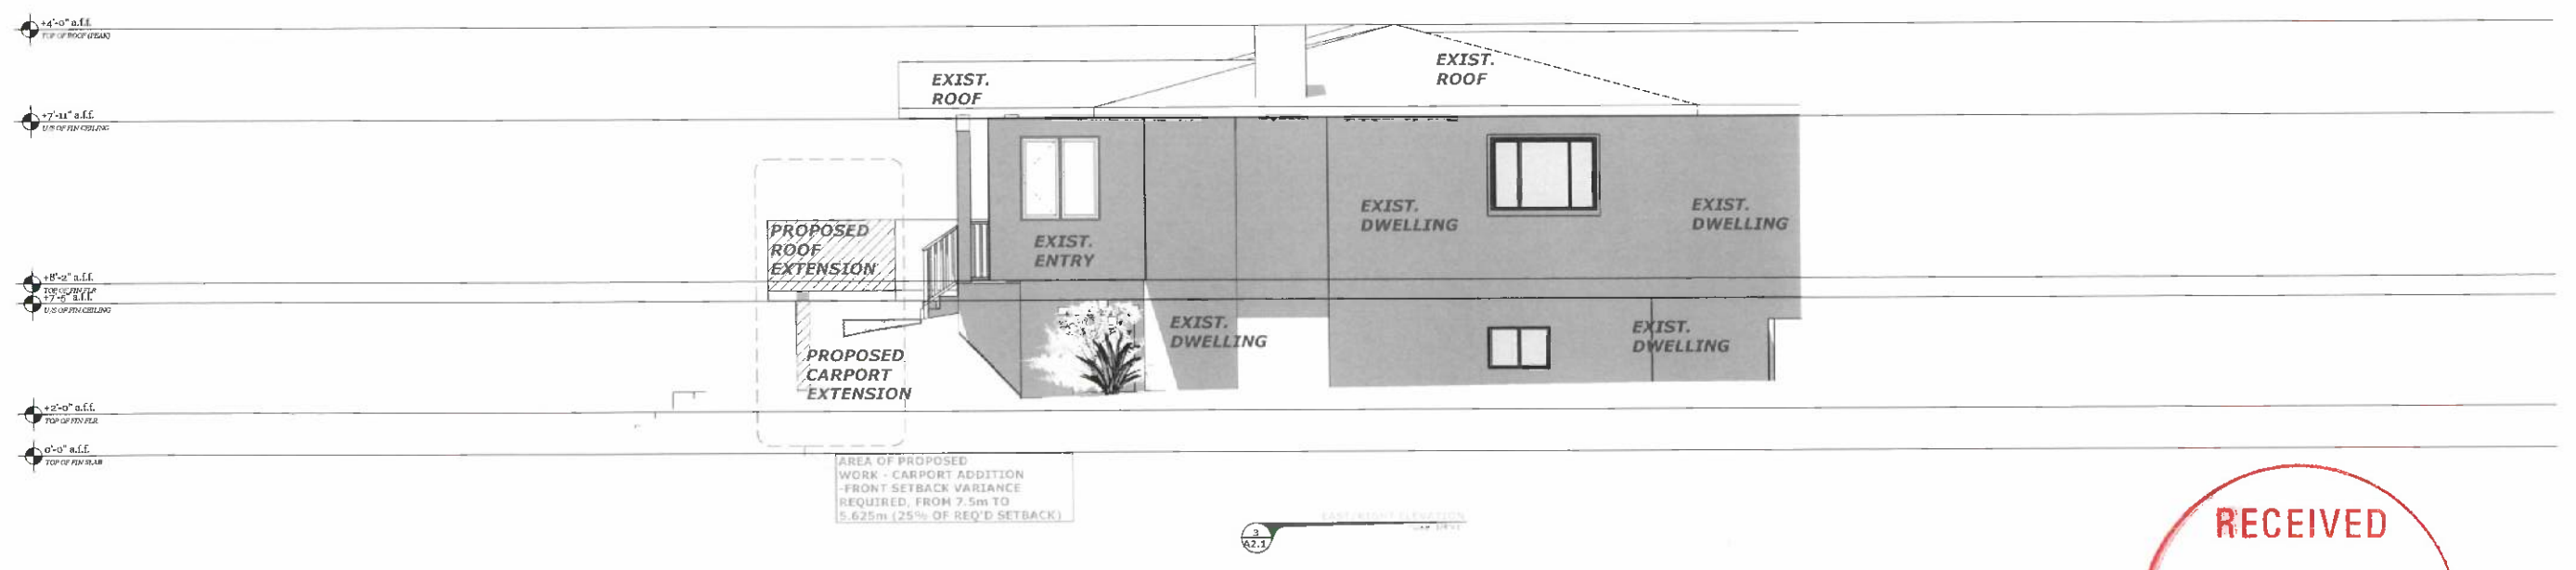 +4'-0" a.f.f.
TOP OF ROOF (PEAK)
EXIST.
ROOF
EXIST.
ROOF
+7'-11" a.f.f.
U/S OF FIN CEILING
EXIST.
DWELLING
EXIST.
DWELLING
PROPOSED
ROOF
EXTENSION
EXIST.
ENTRY
+8'-2" a.f.f.
TOP OF FIN FLR
+7'-5" a.f.f.
U/S OF FIN CEILING
EXIST.
DWELLING
EXIST.
DWELLING
PROPOSED
CARPORT
EXTENSION
+2'-0" a.f.f.
TOP OF FIN FLR
0'-0" a.f.f.
TOP OF FIN SLAB
AREA OF PROPOSED
WORK - CARPORT ADDITION
-FRONT SETBACK VARIANCE
REQUIRED, FROM 7.5m TO
5.625m (25% OF REQ'D SETBACK)
EAST/RIGHT ELEVATION
3
A2.1
RECEIVED